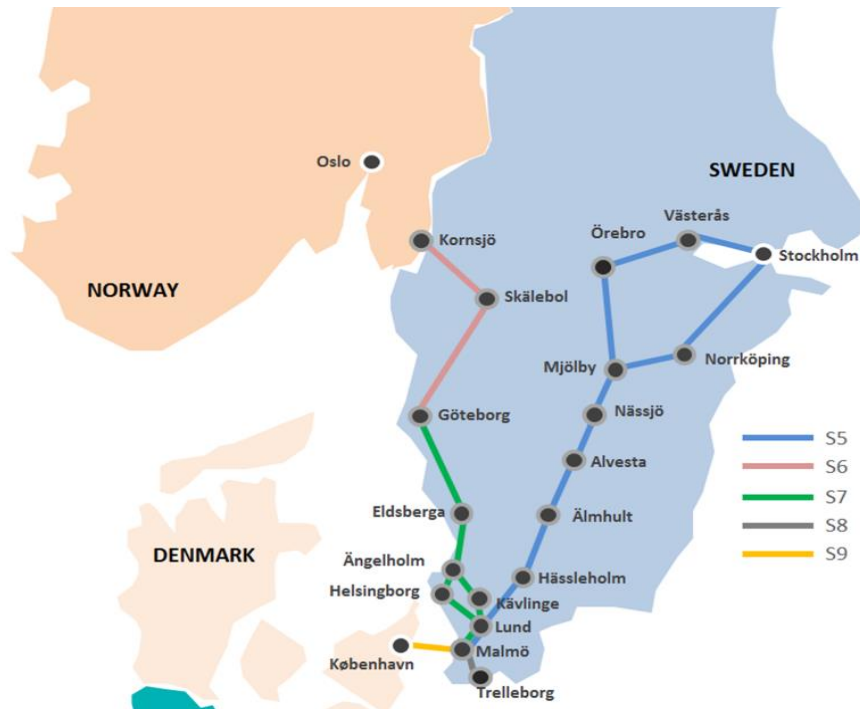 Oslo
SWEDEN
Västerås
Örebro
Kornsjö
Stockholm
NORWAY
Skälebol
Norrköping
Mjölby
Göteborg
Nässjö
S5
Alvesta
S6
S7
Eldsberga
Älmhult
S8
DENMARK
S9
Ängelholm
Hässleholm
Helsingborg
Kävlinge
Lund
Malmö
København
Trelleborg